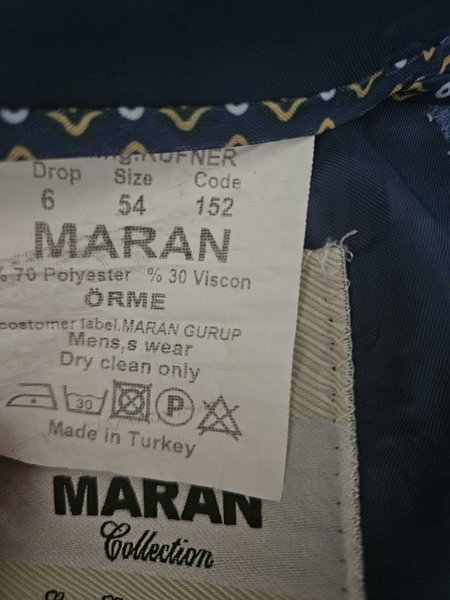 Drop Size Code
6 54 152
MARAN
% 70 Polyester % 30 Viscon
ÖRME
costomer label.MARAN GURUP
Mens,s wear
Dry clean only
30 P
Made in Turkey
MARAN
Collection